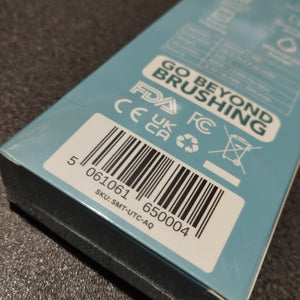 GO BEYOND
BRUSHING
FDA
FC
CE
UK
CA
5 061061 650004
SKU: SMT-UTC-AQ